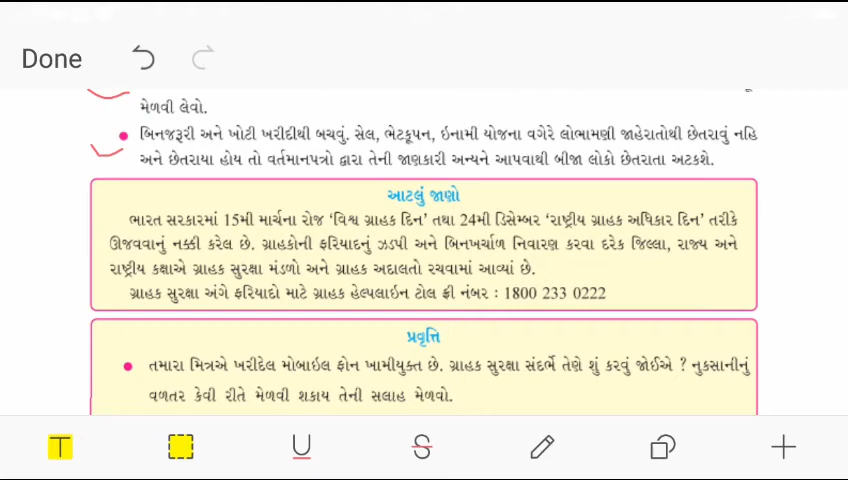 Done
મેળવી લેવો.
• બિનજરૂરી અને ખોટી ખરીદીથી બચવું. સેલ, ભેટકૂપન, ઇનામી યોજના વગેરે લોભામણી જાહેરાતોથી છેતરાવું નહિ
અને છેતરાયા હોય તો વર્તમાનપત્રો દ્વારા તેની જાણકારી અન્યને આપવાથી બીજા લોકો છેતરાતા અટકશે.
આટલું જાણો
ભારત સરકારમાં 15મી માર્ચના રોજ ‘વિશ્વ ગ્રાહક દિન’ તથા 24મી ડિસેમ્બર ‘રાષ્ટ્રીય ગ્રાહક અધિકાર દિન’ તરીકે
ઊજવવાનું નક્કી કરેલ છે. ગ્રાહકોની ફરિયાદનું ઝડપી અને બિનખર્ચાળ નિવારણ કરવા દરેક જિલ્લા, રાજ્ય અને
રાષ્ટ્રીય કક્ષાએ ગ્રાહક સુરક્ષા મંડળો અને ગ્રાહક અદાલતો રચવામાં આવ્યાં છે.
ગ્રાહક સુરક્ષા અંગે ફરિયાદો માટે ગ્રાહક હેલ્પલાઇન ટોલ ફ્રી નંબર : 1800 233 0222
પ્રવૃત્તિ
• તમારા મિત્રએ ખરીદેલ મોબાઇલ ફોન ખામીયુક્ત છે. ગ્રાહક સુરક્ષા સંદર્ભે તેણે શું કરવું જોઈએ ? નુકસાનીનું
વળતર કેવી રીતે મેળવી શકાય તેની સલાહ મેળવો.
T U S